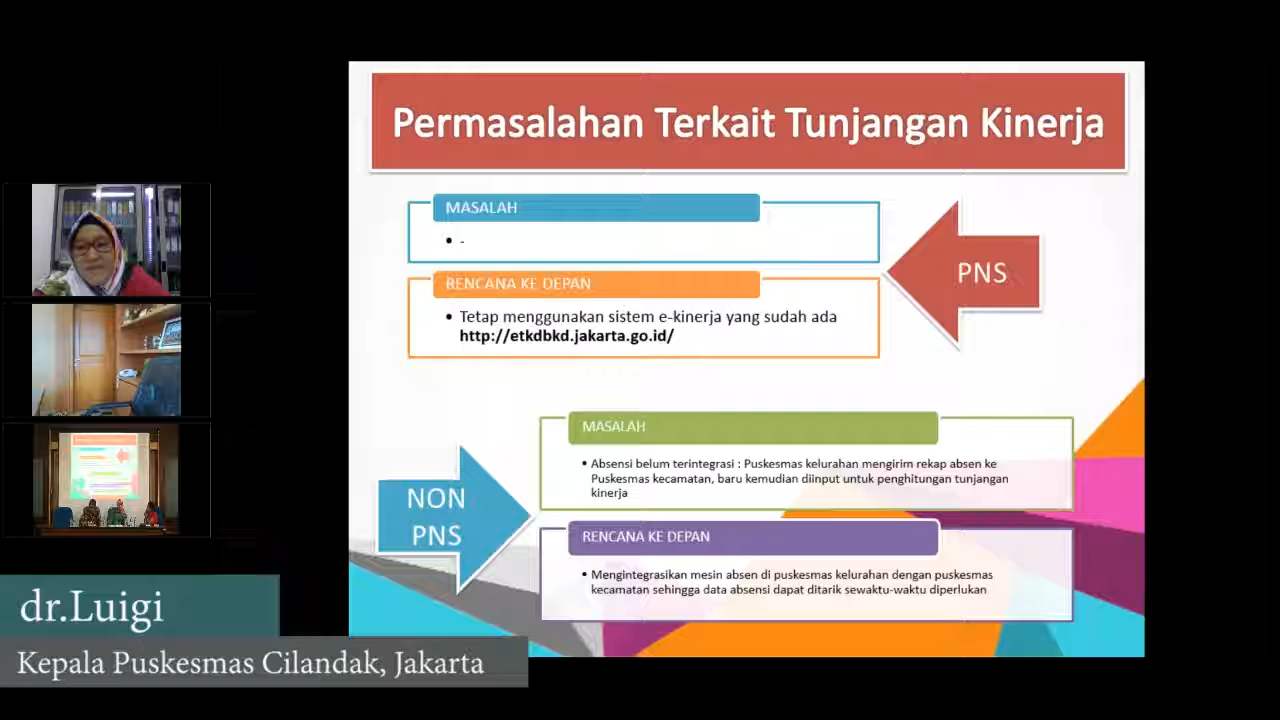 Permasalahan Terkait Tunjangan Kinerja
MASALAH
• -
RENCANA KE DEPAN
• Tetap menggunakan sistem e-kinerja yang sudah ada
http://etkdbkd.jakarta.go.id/
PNS
NON
PNS
MASALAH
• Absensi belum terintegrasi : Puskesmas kelurahan mengirim rekap absen ke
Puskesmas kecamatan, baru kemudian diinput untuk penghitungan tunjangan
kinerja
RENCANA KE DEPAN
• Mengintegrasikan mesin absen di puskesmas kelurahan dengan puskesmas
kecamatan sehingga data absensi dapat ditarik sewaktu-waktu diperlukan
dr.Luigi
Kepala Puskesmas Cilandak, Jakarta